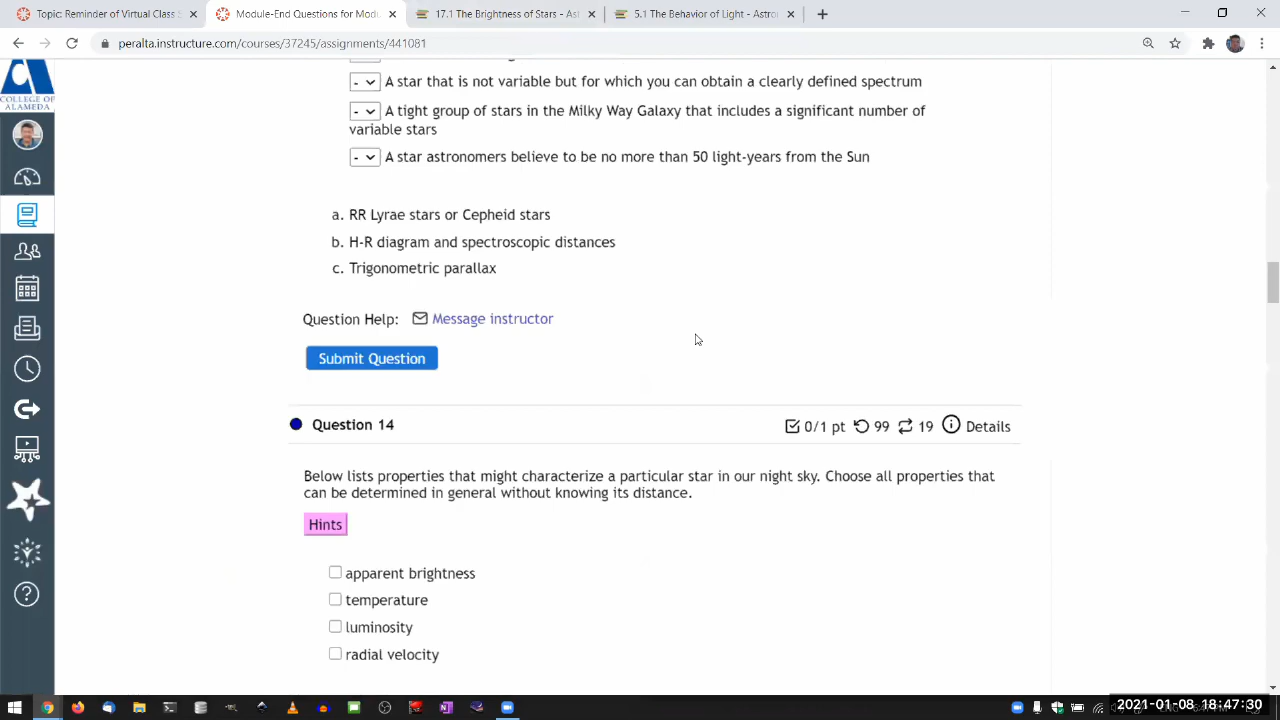 Topics of Tutorial of Virtual Class
Module-End Questions for Mod
17.1 The Brightness of Stars - Ast
5.1 The Behavior of Light - Astro
peralta.instructure.com/courses/37245/assignments/441081
COLLEGE OF
ALAMEDA
- A star that is not variable but for which you can obtain a clearly defined spectrum
- A tight group of stars in the Milky Way Galaxy that includes a significant number of
variable stars
- A star astronomers believe to be no more than 50 light-years from the Sun
a. RR Lyrae stars or Cepheid stars
b. H-R diagram and spectroscopic distances
c. Trigonometric parallax
Question Help: Message instructor
Submit Question
Question 14 0/1 pt 99 19 Details
Below lists properties that might characterize a particular star in our night sky. Choose all properties that
can be determined in general without knowing its distance.
Hints
apparent brightness
temperature
luminosity
radial velocity
2021-01-08 18:47:30